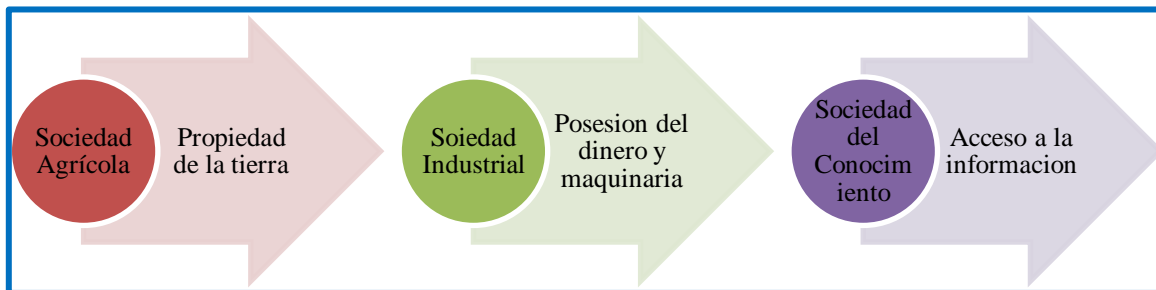 Sociedad
Agrícola
Propiedad
de la tierra
Soiedad
Industrial
Posesion del
dinero y
maquinaria
Sociedad
del
Conocim
iento
Acceso a la
informacion